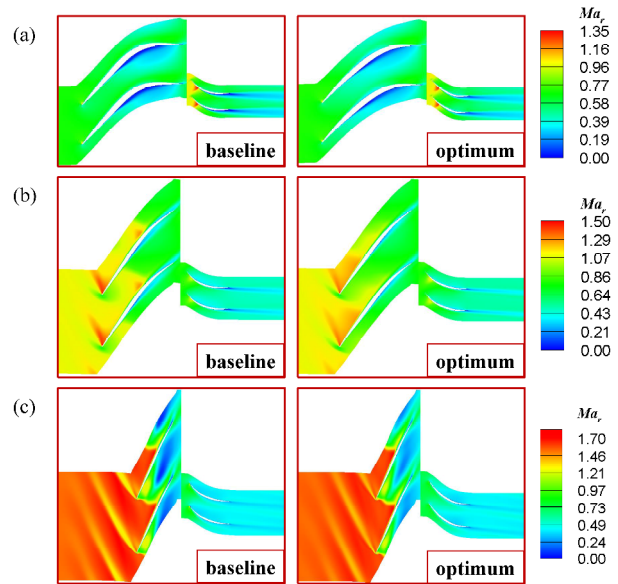 (a)
baseline
optimum
Ma_r
1.35
1.16
0.96
0.77
0.58
0.39
0.19
0.00
(b)
baseline
optimum
Ma_r
1.50
1.29
1.07
0.86
0.64
0.43
0.21
0.00
(c)
baseline
optimum
Ma_r
1.70
1.46
1.21
0.97
0.73
0.49
0.24
0.00